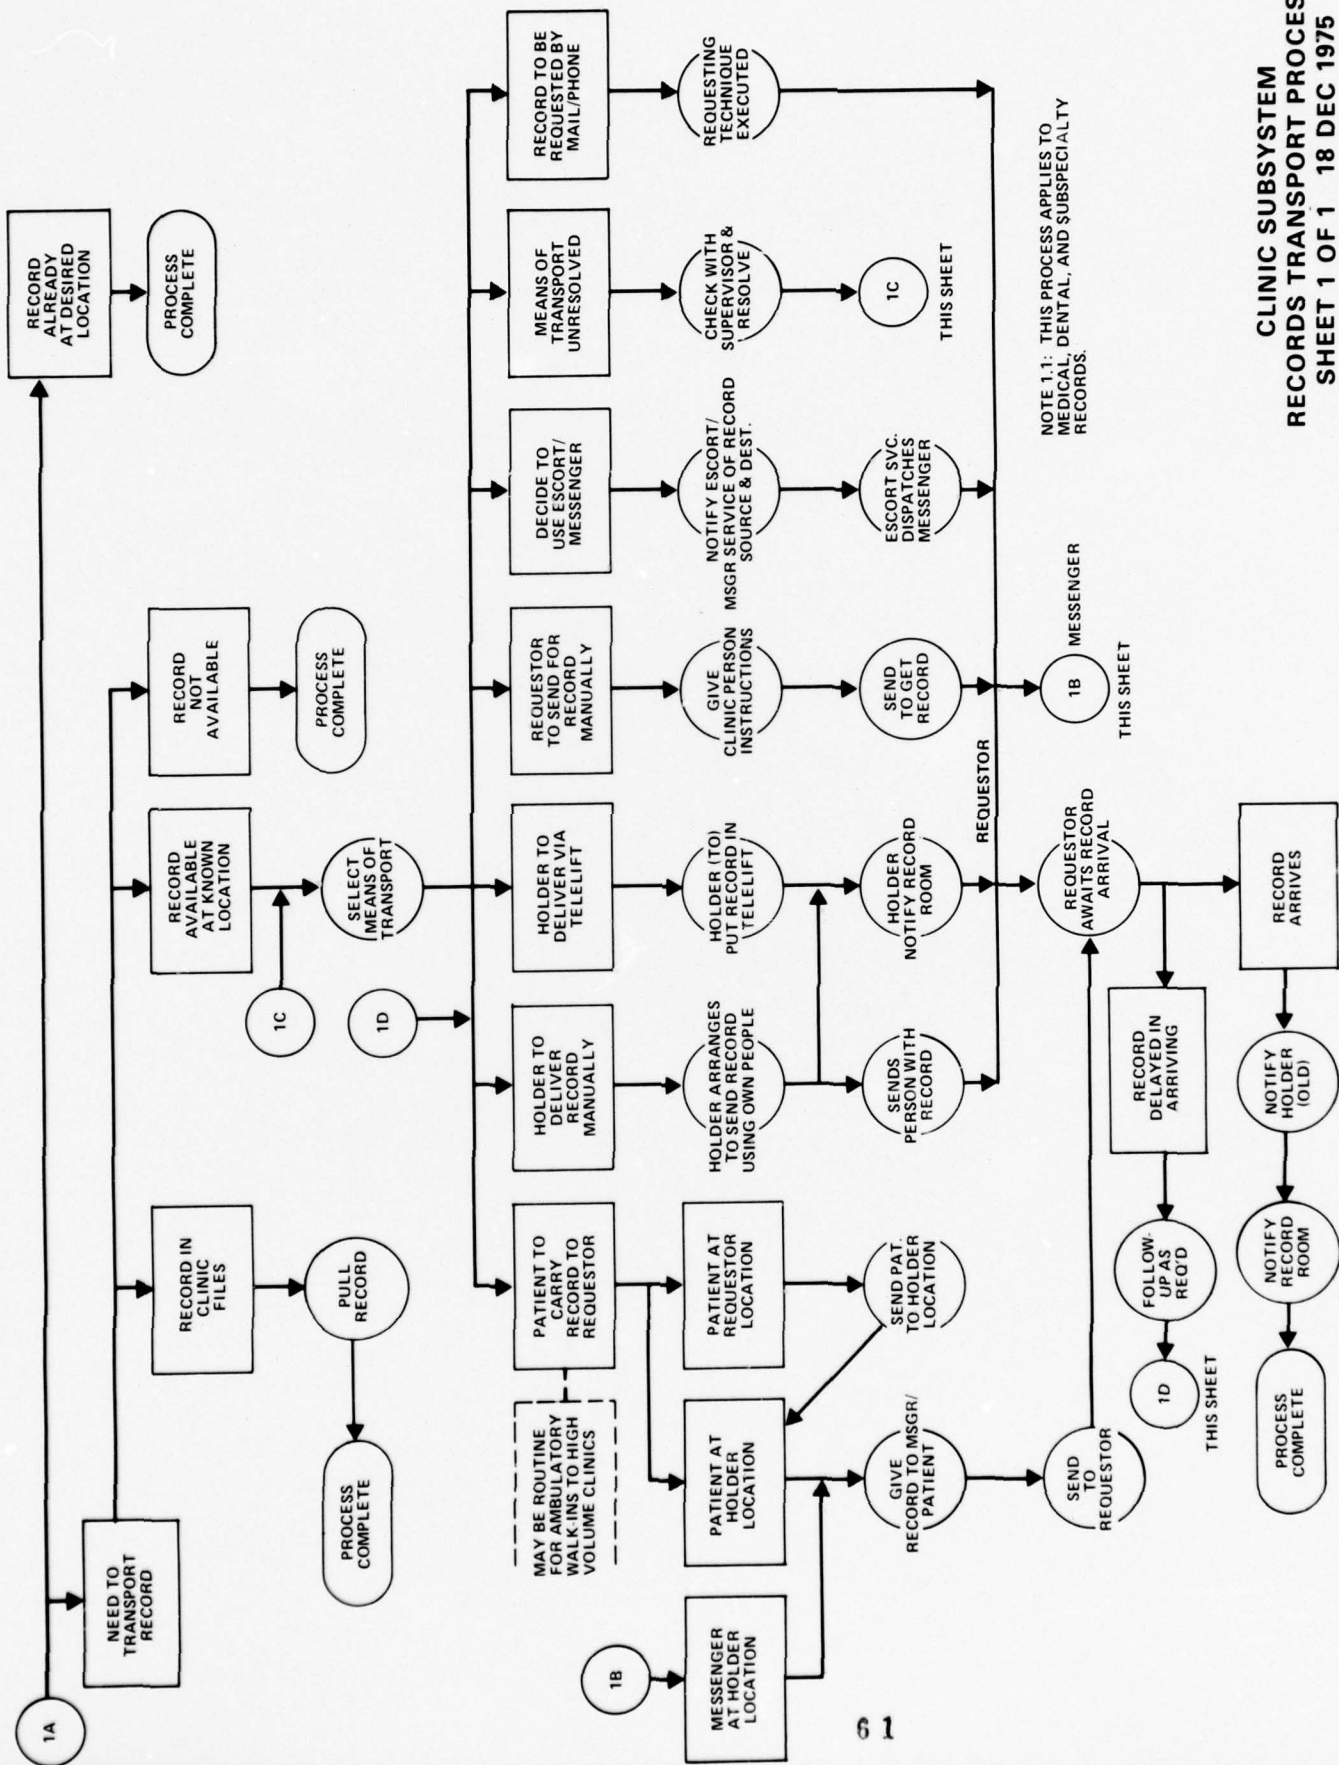 1A
NEED TO
TRANSPORT
RECORD
RECORD
ALREADY
AT DESIRED
LOCATION
PROCESS
COMPLETE
RECORD IN
CLINIC
FILES
PULL
RECORD
PROCESS
COMPLETE
RECORD
AVAILABLE
AT KNOWN
LOCATION
1C
SELECT
MEANS OF
TRANSPORT
RECORD
NOT
AVAILABLE
PROCESS
COMPLETE
1D
PATIENT TO
CARRY
RECORD TO
REQUESTOR
MAY BE ROUTINE
FOR AMBULATORY
WALK-INS TO HIGH
VOLUME CLINICS
HOLDER TO
DELIVER
RECORD
MANUALLY
HOLDER TO
DELIVER VIA
TELELIFT
REQUESTOR
TO SEND FOR
RECORD
MANUALLY
DECIDE TO
USE ESCORT/
MESSENGER
MEANS OF
TRANSPORT
UNRESOLVED
RECORD TO BE
REQUESTED BY
MAIL/PHONE
1B
MESSENGER
AT HOLDER
LOCATION
PATIENT AT
HOLDER
LOCATION
PATIENT AT
REQUESTOR
LOCATION
HOLDER ARRANGES
TO SEND RECORD
USING OWN PEOPLE
HOLDER (TO)
PUT RECORD IN
TELELIFT
GIVE
CLINIC PERSON
INSTRUCTIONS
NOTIFY ESCORT/
MSGR SERVICE OF RECORD
SOURCE & DEST.
CHECK WITH
SUPERVISOR &
RESOLVE
REQUESTING
TECHNIQUE
EXECUTED
GIVE
RECORD TO MSGR/
PATIENT
SEND PAT.
TO HOLDER
LOCATION
SENDS
PERSON WITH
RECORD
HOLDER
NOTIFY RECORD
ROOM
SEND
TO GET
RECORD
ESCORT SVC.
DISPATCHES
MESSENGER
1C
THIS SHEET
REQUESTOR
SEND
TO
REQUESTOR
REQUESTOR
AWAITS RECORD
ARRIVAL
1B
MESSENGER
THIS SHEET
NOTE 1.1: THIS PROCESS APPLIES TO
MEDICAL, DENTAL, AND SUBSPECIALTY
RECORDS.
1D
THIS SHEET
FOLLOW-
UP AS
REQ'D
RECORD
DELAYED IN
ARRIVING
RECORD
ARRIVES
NOTIFY
HOLDER
(OLD)
NOTIFY
RECORD
ROOM
PROCESS
COMPLETE
CLINIC SUBSYSTEM
RECORDS TRANSPORT PROCES
SHEET 1 OF 1 18 DEC 1975
61